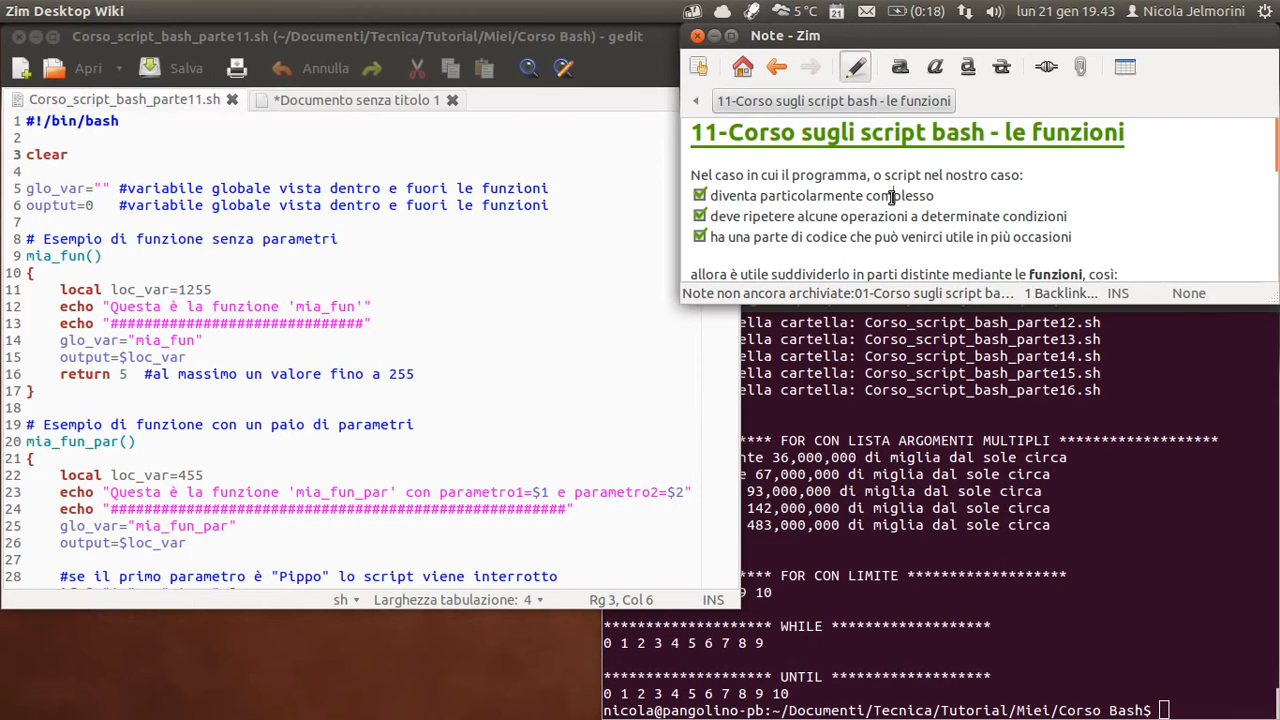 Zim Desktop Wiki
5 °C
21
(0:18)
lun 21 gen 19.43
Nicola Jelmorini
Corso_script_bash_parte11.sh (~/Documenti/Tecnica/Tutorial/Miei/Corso Bash) - gedit
Apri
Salva
Annulla
Corso_script_bash_parte11.sh
*Documento senza titolo 1
1 #!/bin/bash
2
3 clear
4
5 glo_var="" #variabile globale vista dentro e fuori le funzioni
6 ouptut=0 #variabile globale vista dentro e fuori le funzioni
7
8 # Esempio di funzione senza parametri
9 mia_fun()
10 {
11 local loc_var=1255
12 echo "Questa è la funzione 'mia_fun'"
13 echo "##############################"
14 glo_var="mia_fun"
15 output=$loc_var
16 return 5 #al massimo un valore fino a 255
17 }
18
19 # Esempio di funzione con un paio di parametri
20 mia_fun_par()
21 {
22 local loc_var=455
23 echo "Questa è la funzione 'mia_fun_par' con parametro1=$1 e parametro2=$2"
24 echo "######################################################"
25 glo_var="mia_fun_par"
26 output=$loc_var
27
28 #se il primo parametro è "Pippo" lo script viene interrotto
sh
Larghezza tabulazione: 4
Rg 3, Col 6
INS
Note - Zim
a a a a
11-Corso sugli script bash - le funzioni
11-Corso sugli script bash - le funzioni
Nel caso in cui il programma, o script nel nostro caso:
diventa particolarmente complesso
deve ripetere alcune operazioni a determinate condizioni
ha una parte di codice che può venirci utile in più occasioni
allora è utile suddividerlo in parti distinte mediante le funzioni, così:
Note non ancora archiviate:01-Corso sugli script ba...
1 Backlink...
INS
None
ella cartella: Corso_script_bash_parte12.sh
ella cartella: Corso_script_bash_parte13.sh
ella cartella: Corso_script_bash_parte14.sh
ella cartella: Corso_script_bash_parte15.sh
ella cartella: Corso_script_bash_parte16.sh
**** FOR CON LISTA ARGOMENTI MULTIPLI *******************
nte 36,000,000 di miglia dal sole circa
e 67,000,000 di miglia dal sole circa
93,000,000 di miglia dal sole circa
142,000,000 di miglia dal sole circa
483,000,000 di miglia dal sole circa
**** FOR CON LIMITE *******************
9 10
******************* WHILE *******************
0 1 2 3 4 5 6 7 8 9
******************* UNTIL *******************
0 1 2 3 4 5 6 7 8 9 10
nicola@pangolino-pb:~/Documenti/Tecnica/Tutorial/Miei/Corso Bash$